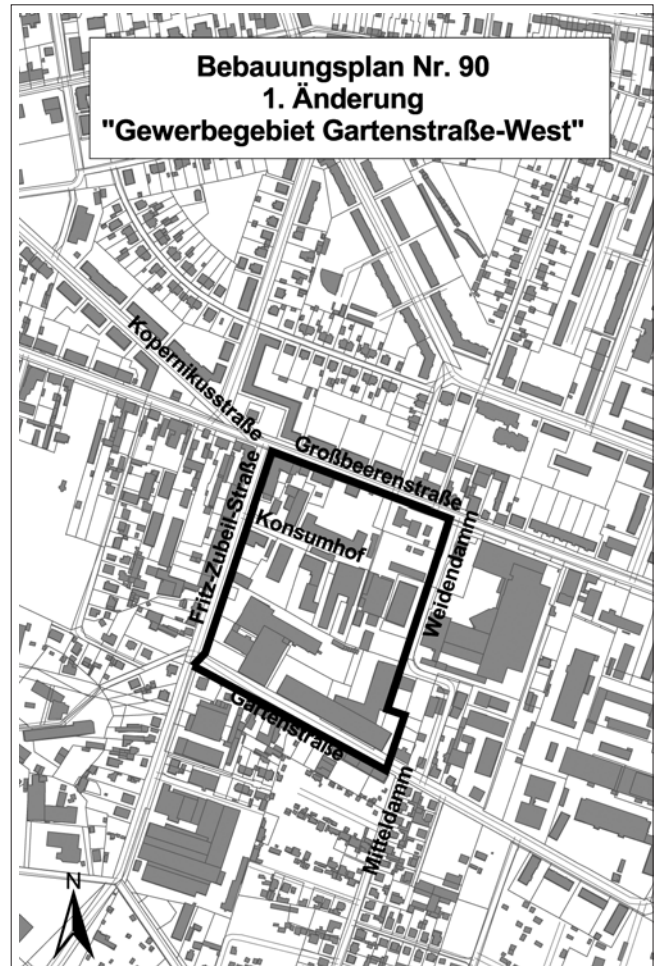 Bebauungsplan Nr. 90
1. Änderung
"Gewerbegebiet Gartenstraße-West"
Kopernikusstraße
Großbeerenstraße
Fritz-Zubeil-Straße
Konsumhof
Weidendamm
Gartenstraße
Mitteldamm
N